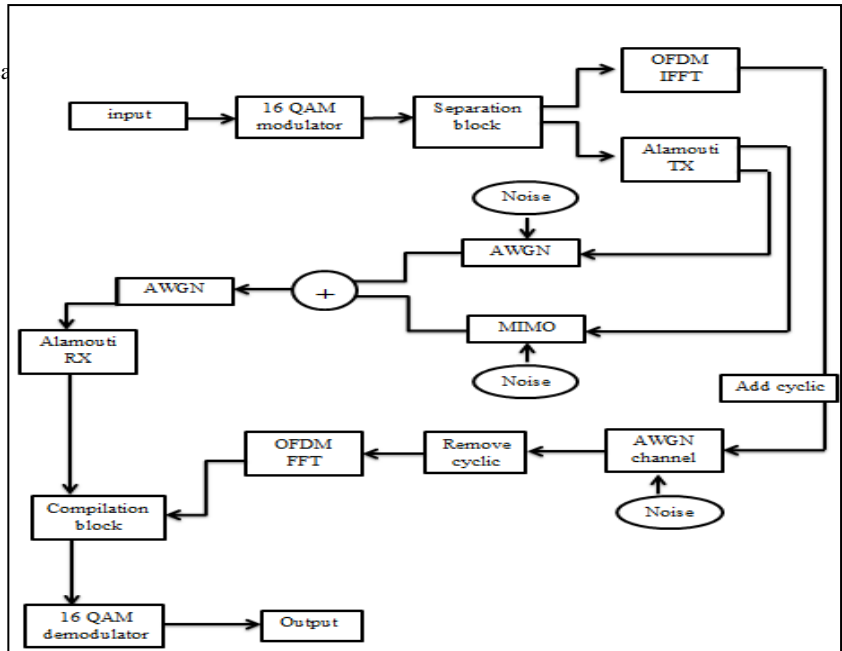 OFDM
IFFT
input
16 QAM
modulator
Separation
block
Alamouti
TX
Noise
AWGN
AWGN
+
MIMO
Alamouti
RX
Noise
Add cyclic
OFDM
FFT
Remove
cyclic
AWGN
channel
Compilation
block
Noise
16 QAM
demodulator
Output